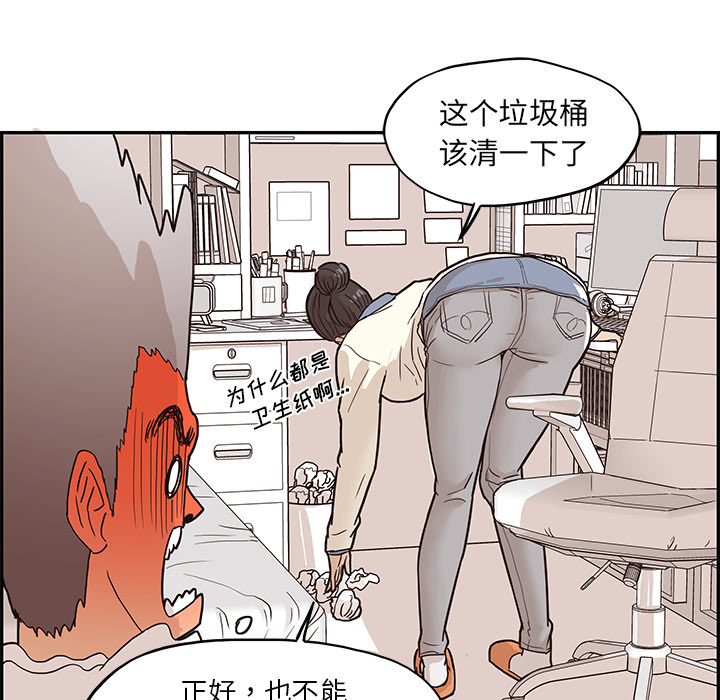 这个垃圾桶
该清一下了
为什么都是
卫生纸啊...
正好，也不能